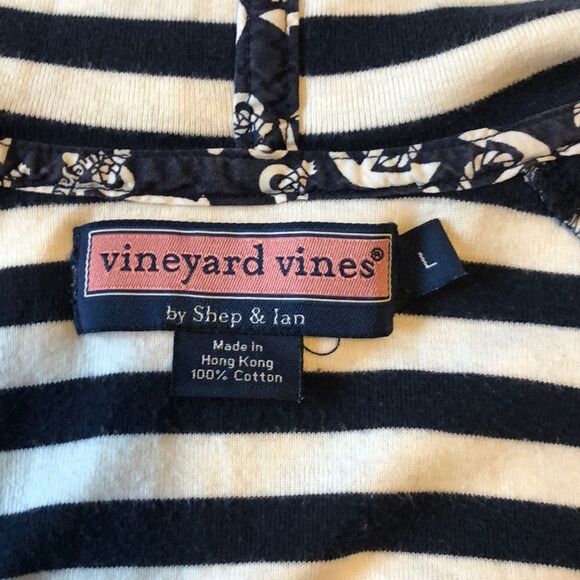 vineyard vines®
L
by Shep & Ian
Made in
Hong Kong
100% Cotton